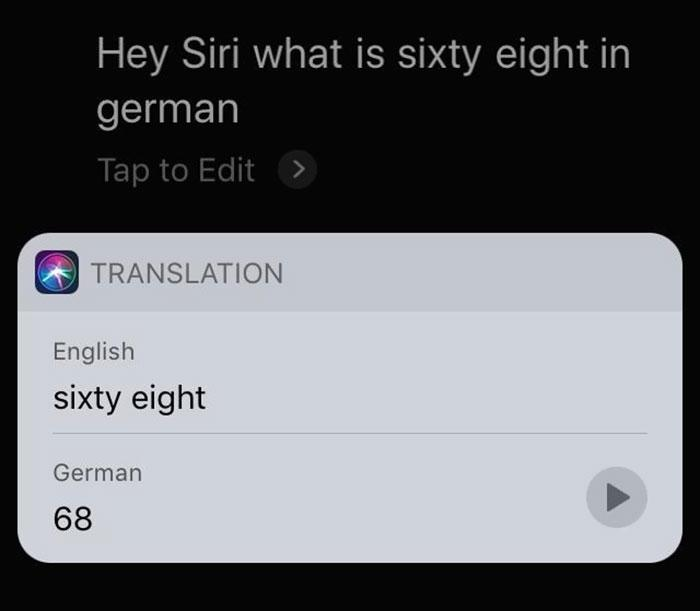 Hey Siri what is sixty eight in
german
Tap to Edit
TRANSLATION
English
sixty eight
German
68